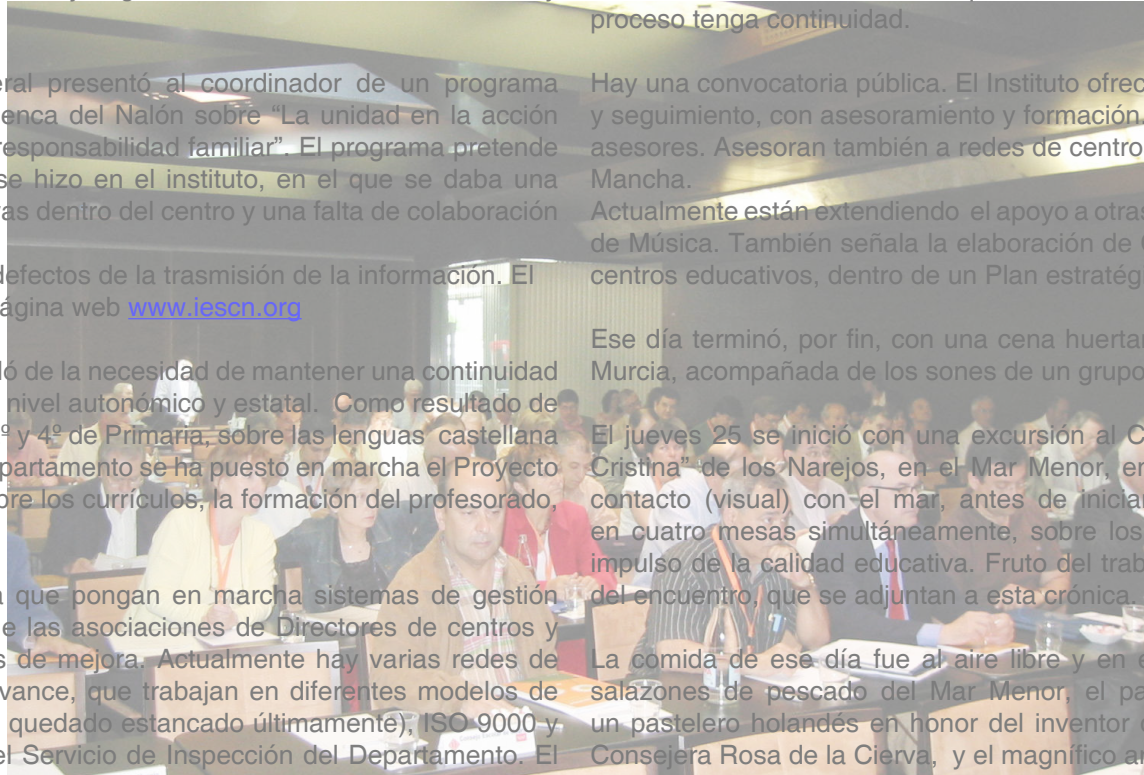 eral presentó al coordinador de un programa
enca del Nalón sobre “La unidad en la acción
responsabilidad familiar”. El programa pretende
se hizo en el instituto, en el que se daba una
vas dentro del centro y una falta de colaboración
defectos de la trasmisión de la información. El
ágina web www.iescn.org
ló de la necesidad de mantener una continuidad
nivel autonómico y estatal. Como resultado de
º y 4º de Primaria, sobre las lenguas castellana
partamento se ha puesto en marcha el Proyecto
bre los currículos, la formación del profesorado,
a que pongan en marcha sistemas de gestión
e las asociaciones de Directores de centros y
s de mejora. Actualmente hay varias redes de
vance, que trabajan en diferentes modelos de
quedado estancado últimamente), ISO 9000 y
el Servicio de Inspección del Departamento. El
proceso tenga continuidad.
Hay una convocatoria pública. El Instituto ofrec
y seguimiento, con asesoramiento y formación.
asesores. Asesoran también a redes de centro
Mancha.
Actualmente están extendiendo el apoyo a otras
de Música. También señala la elaboración de
centros educativos, dentro de un Plan estratégi
Ese día terminó, por fin, con una cena huertan
Murcia, acompañada de los sones de un grupo
El jueves 25 se inició con una excursión al C
Cristina” de los Narejos, en el Mar Menor, en
contacto (visual) con el mar, antes de inicia
en cuatro mesas simultáneamente, sobre los
impulso de la calidad educativa. Fruto del trab
del encuentro, que se adjuntan a esta crónica.
La comida de ese día fue al aire libre y en
salazones de pescado del Mar Menor, el pa
un pastelero holandés en honor del inventor
Consejera Rosa de la Cierva, y el magnífico a